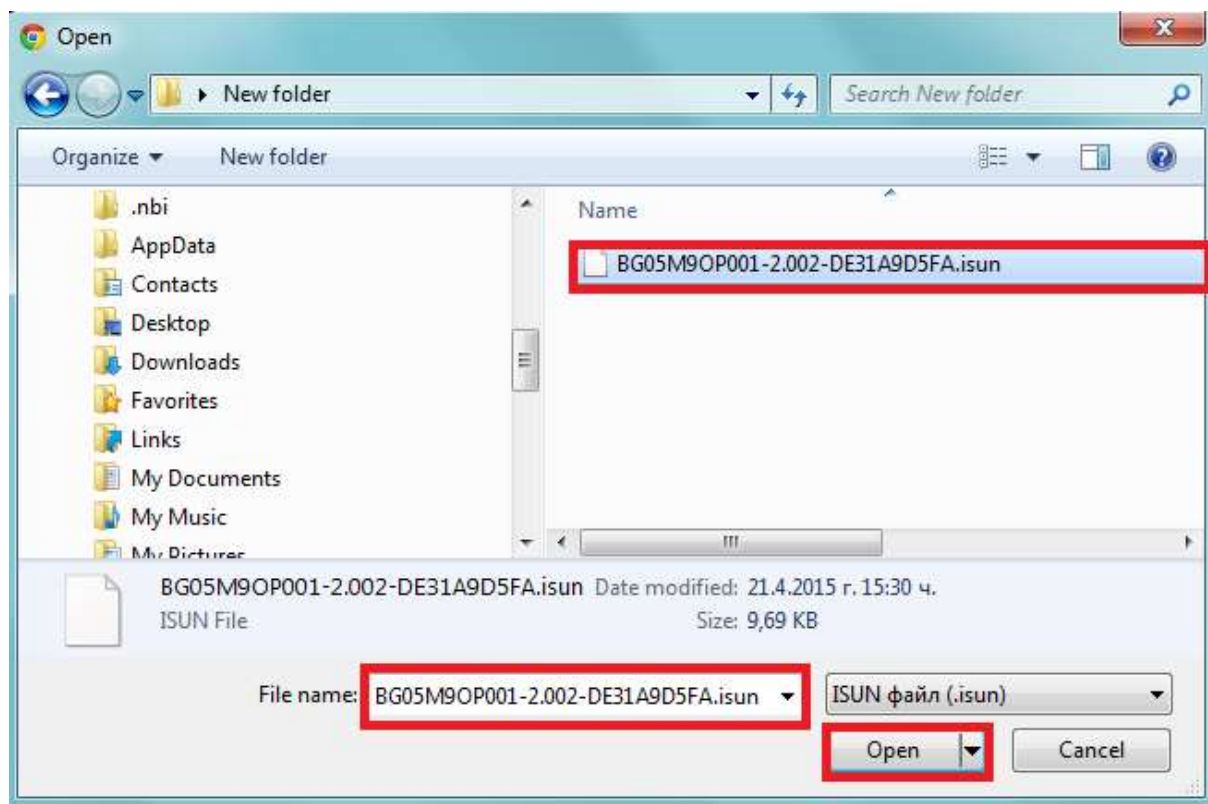 Open
New folder
Search New folder
Organize
New folder
.nbi
AppData
Contacts
Desktop
Downloads
Favorites
Links
My Documents
My Music
My Pictures
Name
BG05M9OP001-2.002-DE31A9D5FA.isun
BG05M9OP001-2.002-DE31A9D5FA.isun Date modified: 21.4.2015 г. 15:30 ч.
ISUN File Size: 9,69 KB
File name: BG05M9OP001-2.002-DE31A9D5FA.isun ISUN файл (.isun)
Open Cancel